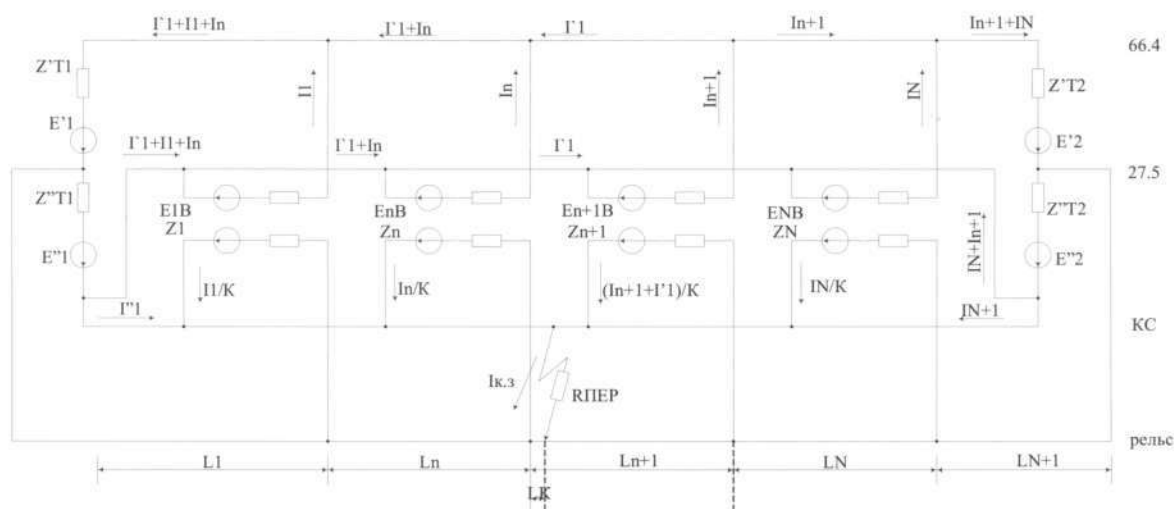 I`1+I1+In
I`1+In
I`1
In+1
In+1+IN
66.4
Z'T1
I1
In
In+1
IN
Z'T2
E'1
I`1+I1+In
I`1+In
I`1
E'2
27.5
Z"T1
E1B
EnB
En+1B
ENB
Z"T2
Z1
Zn
Zn+1
ZN
E"1
IN+In+1
E"2
I1/K
In/K
(In+1+I'1)/K
IN/K
I"1
IN+1
КС
Iк.з
RПЕР
рельс
L1
Ln
Ln+1
LN
LN+1
LK